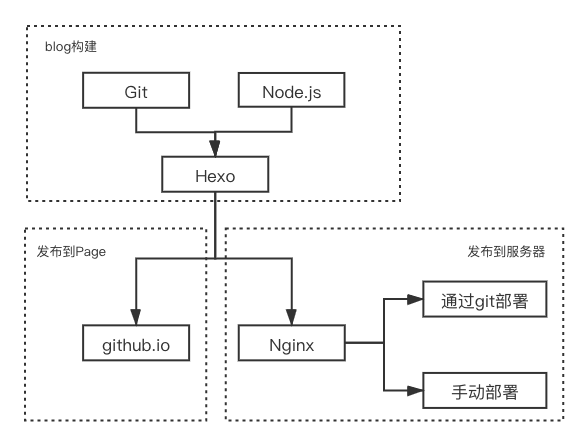 blog构建
Git
Node.js
Hexo
发布到Page
发布到服务器
通过git部署
github.io
Nginx
手动部署